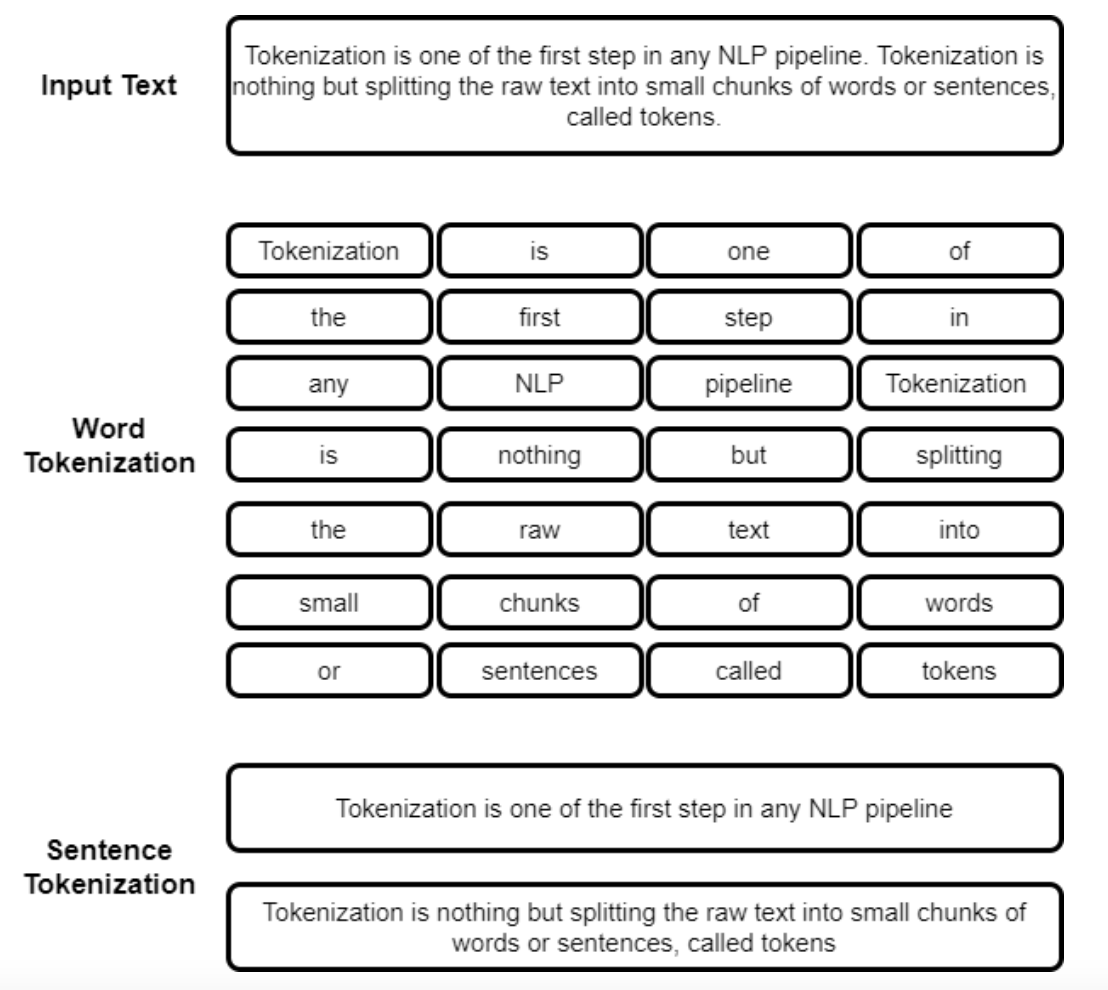 Input Text
Tokenization is one of the first step in any NLP pipeline. Tokenization is
nothing but splitting the raw text into small chunks of words or sentences,
called tokens.
Word
Tokenization
Tokenization is one of
the first step in
any NLP pipeline Tokenization
is nothing but splitting
the raw text into
small chunks of words
or sentences called tokens
Sentence
Tokenization
Tokenization is one of the first step in any NLP pipeline
Tokenization is nothing but splitting the raw text into small chunks of
words or sentences, called tokens